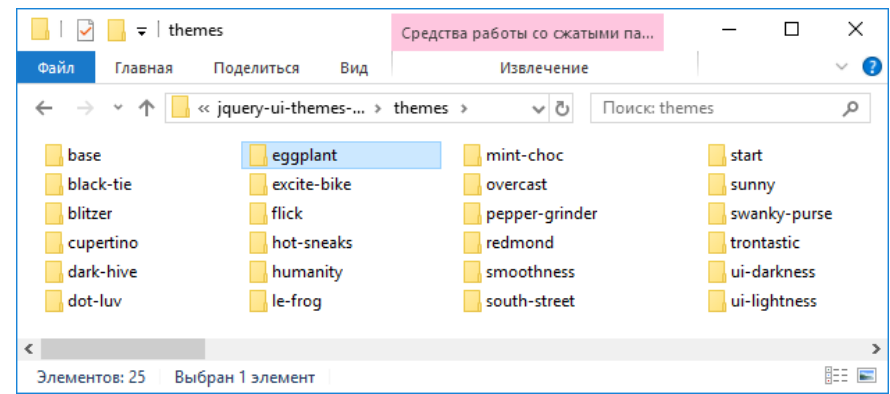 themes
Средства работы со сжатыми па...
Файл Главная Поделиться Вид Извлечение
« jquery-ui-themes-... › themes ›
Поиск: themes
base eggplant mint-choc start
black-tie excite-bike overcast sunny
blitzer flick pepper-grinder swanky-purse
cupertino hot-sneaks redmond trontastic
dark-hive humanity smoothness ui-darkness
dot-luv le-frog south-street ui-lightness
Элементов: 25 Выбран 1 элемент